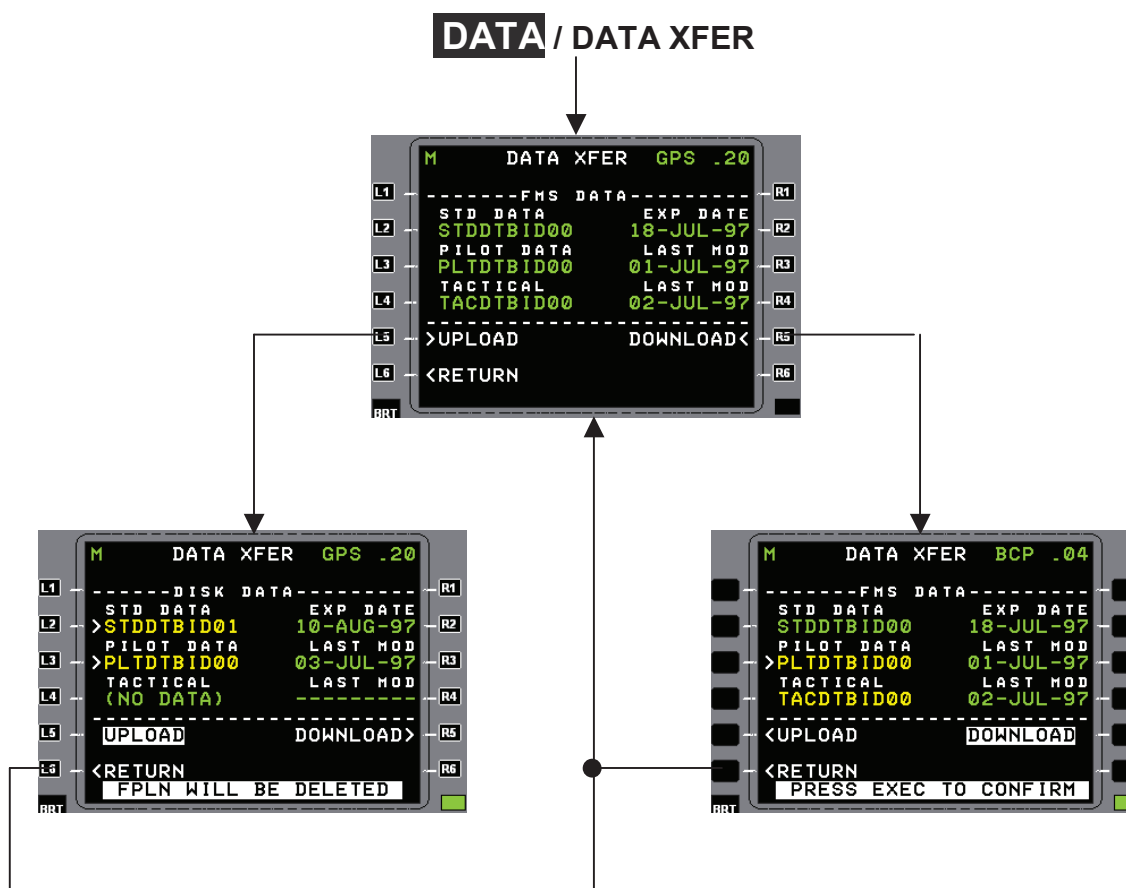 DATA / DATA XFER
M DATA XFER GPS .20
L1 -------FMS DATA--------- R1
STD DATA EXP DATE
L2 STDDTBID00 18-JUL-97 R2
PILOT DATA LAST MOD
L3 PLTDTBID00 01-JUL-97 R3
TACTICAL LAST MOD
L4 TACDTBID00 02-JUL-97 R4
L5 >UPLOAD DOWNLOAD< R5
L6 <RETURN R6
BRT
M DATA XFER GPS .20
L1 ------DISK DATA--------- R1
STD DATA EXP DATE
L2 >STDDTBID01 10-AUG-97 R2
PILOT DATA LAST MOD
L3 >PLTDTBID00 03-JUL-97 R3
TACTICAL LAST MOD
L4 (NO DATA) --------- R4
L5 UPLOAD DOWNLOAD> R5
L6 <RETURN R6
FPLN WILL BE DELETED
BRT
M DATA XFER BCP .04
-------FMS DATA---------
STD DATA EXP DATE
STDDTBID00 18-JUL-97
PILOT DATA LAST MOD
>PLTDTBID00 01-JUL-97
TACTICAL LAST MOD
TACDTBID00 02-JUL-97
<UPLOAD DOWNLOAD
<RETURN
PRESS EXEC TO CONFIRM
BRT